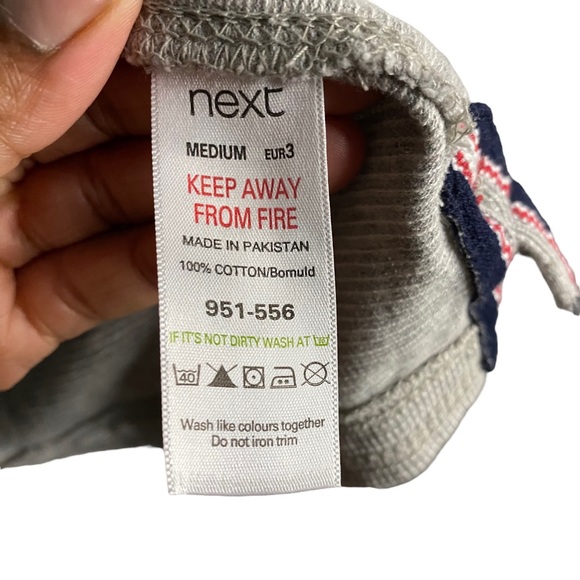 next
MEDIUM EUR3
KEEP AWAY
FROM FIRE
MADE IN PAKISTAN
100% COTTON/Bomuld
951-556
IF IT'S NOT DIRTY WASH AT
40
Wash like colours together
Do not iron trim